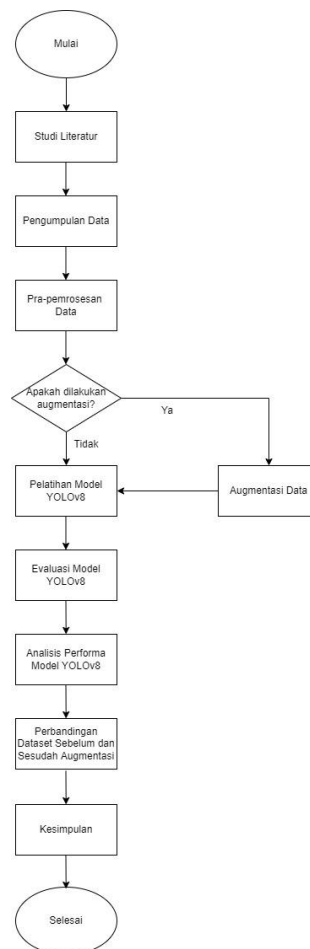 Mulai
Studi Literatur
Pengumpulan Data
Pra-pemrosesan
Data
Apakah dilakukan
augmentasi?
Ya
Tidak
Pelatihan Model
YOLOv8
Augmentasi Data
Evaluasi Model
YOLOv8
Analisis Performa
Model YOLOv8
Perbandingan
Dataset Sebelum dan
Sesudah Augmentasi
Kesimpulan
Selesai